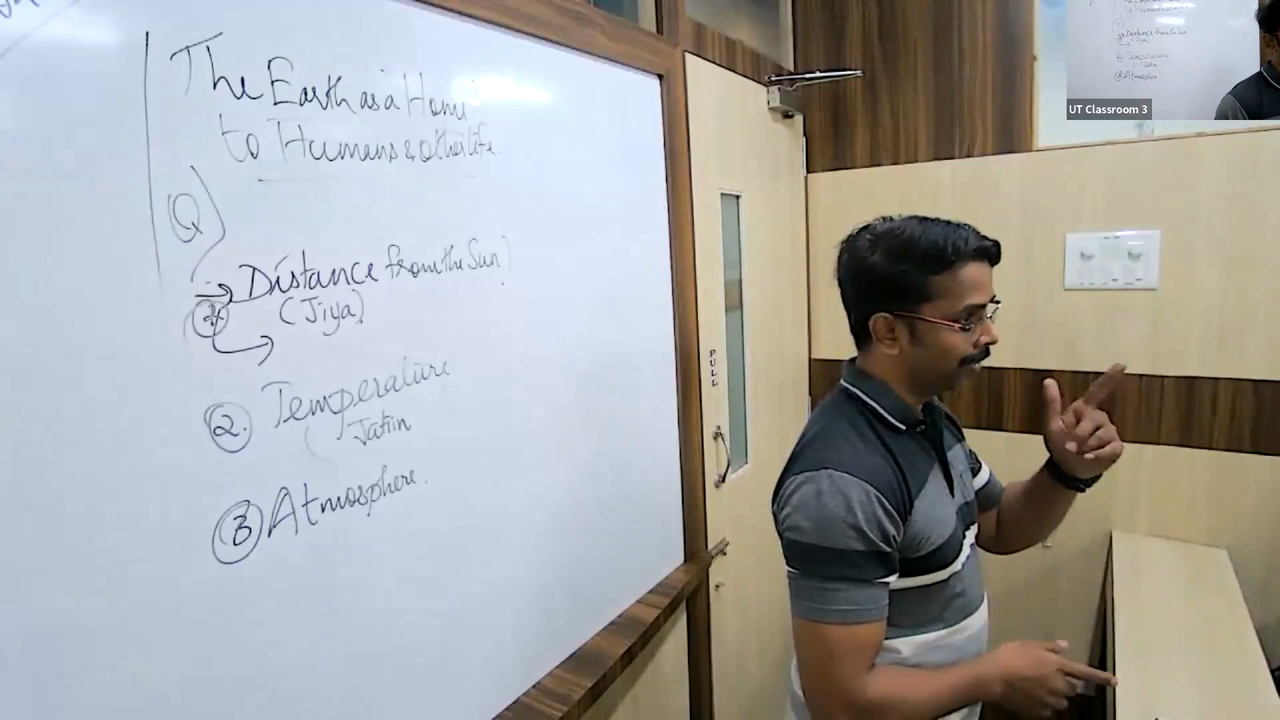 The Earth as a Home
to Humans & other life.
Q)
→ Distance from the Sun)
(Jiya)
2. Temperature
Jatin
3 Atmosphere.
PULL
UT Classroom 3